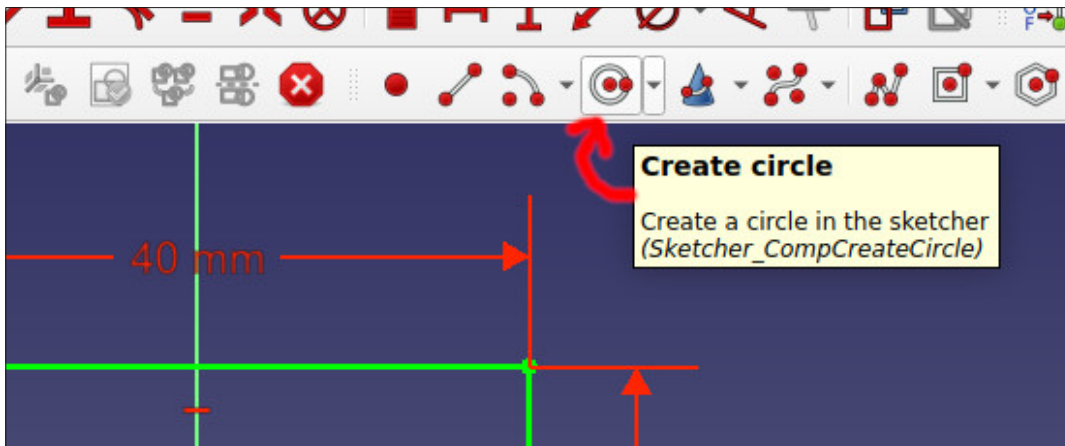 Create circle
Create a circle in the sketcher
(Sketcher_CompCreateCircle)
40 mm